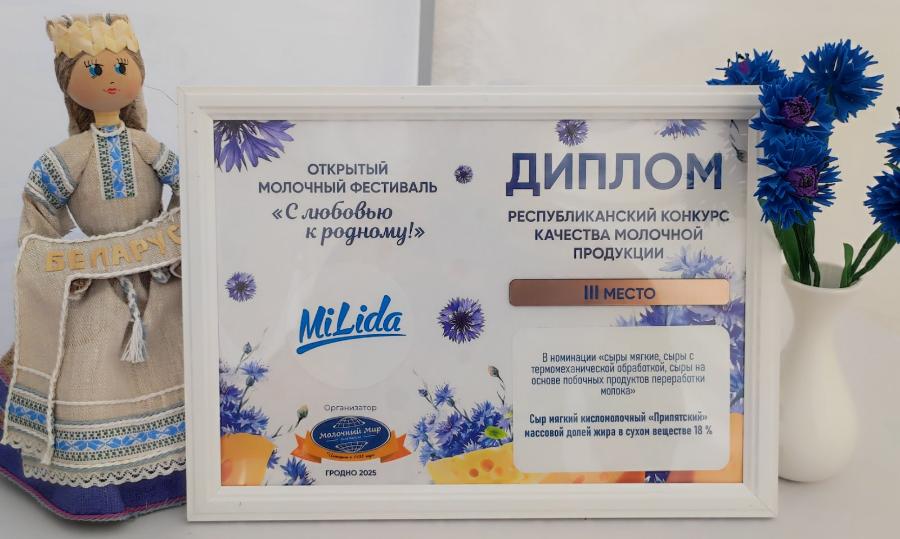 БЕЛАРУС
ОТКРЫТЫЙ
МОЛОЧНЫЙ ФЕСТИВАЛЬ
«С любовью
к родному!»
MiLida
Организатор
Молочный Мир
ГРОДНО 2025
ДИПЛОМ
РЕСПУБЛИКАНСКИЙ КОНКУРС
КАЧЕСТВА МОЛОЧНОЙ
ПРОДУКЦИИ
III МЕСТО
В номинации «сыры мягкие, сыры с
термомеханической обработкой, сыры на
основе побочных продуктов переработки
молока»
Сыр мягкий кисломолочный «Припятский»
массовой долей жира в сухом веществе 18 %